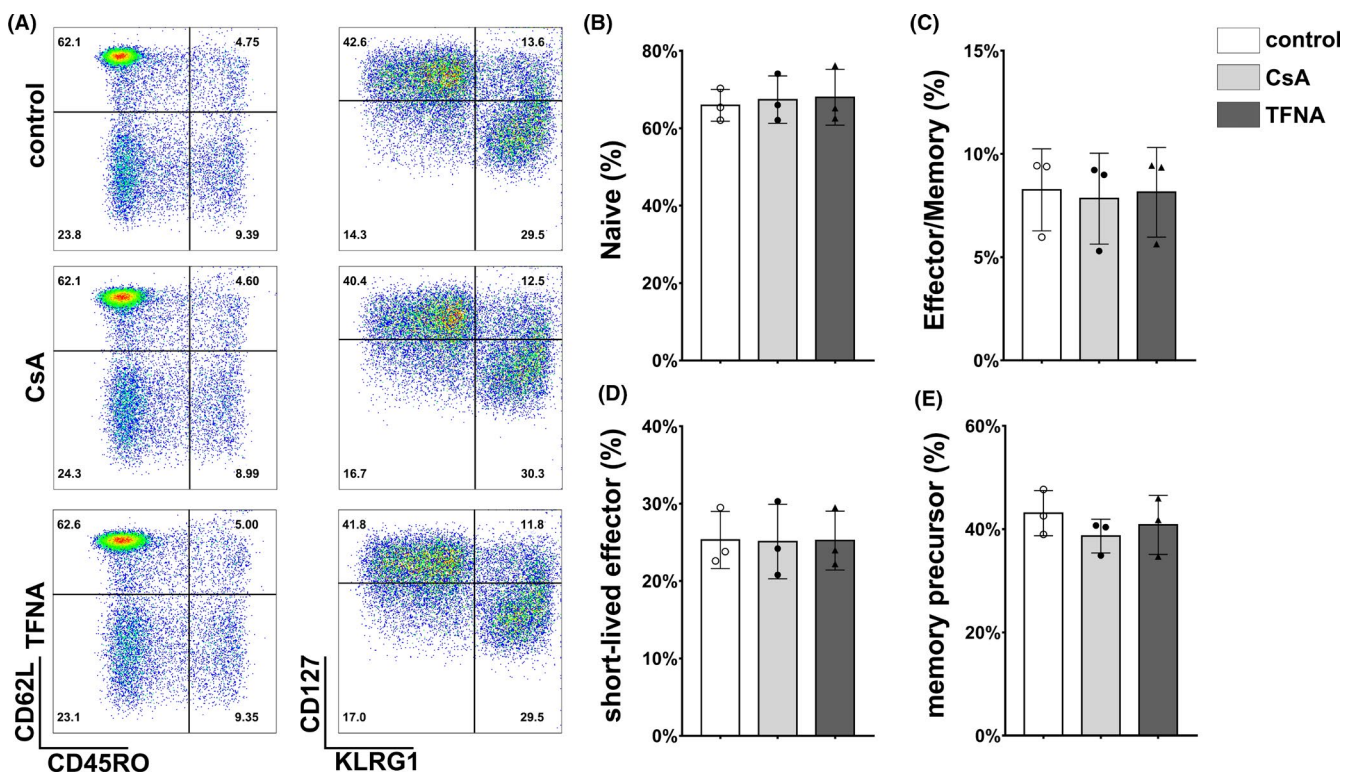 (A)
62.1 4.75
23.8 9.39
42.6 13.6
14.3 29.5
control
62.1 4.60
24.3 8.99
40.4 12.5
16.7 30.3
CsA
62.6 5.00
23.1 9.35
41.8 11.8
17.0 29.5
TFNA
CD62L
CD45RO
CD127
KLRG1
(B)
Naive (%)
80%
60%
40%
20%
0%
(C)
Effector/Memory (%)
15%
10%
5%
0%
control
CsA
TFNA
(D)
short-lived effector (%)
40%
30%
20%
10%
0%
(E)
memory precursor (%)
60%
40%
20%
0%